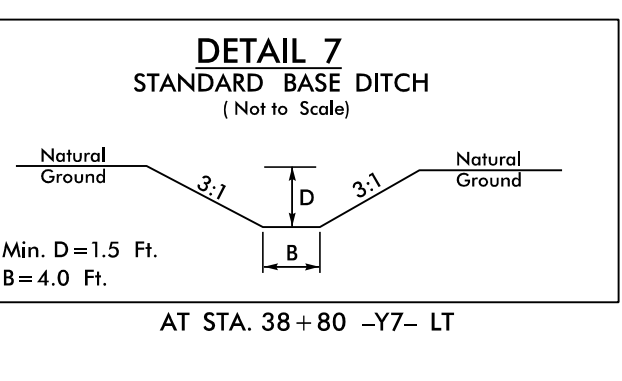 DETAIL 7
STANDARD BASE DITCH
( Not to Scale)
Natural
Ground
3:1
D
3:1
Natural
Ground
B
Min. D=1.5 Ft.
B=4.0 Ft.
AT STA. 38+80 -Y7- LT